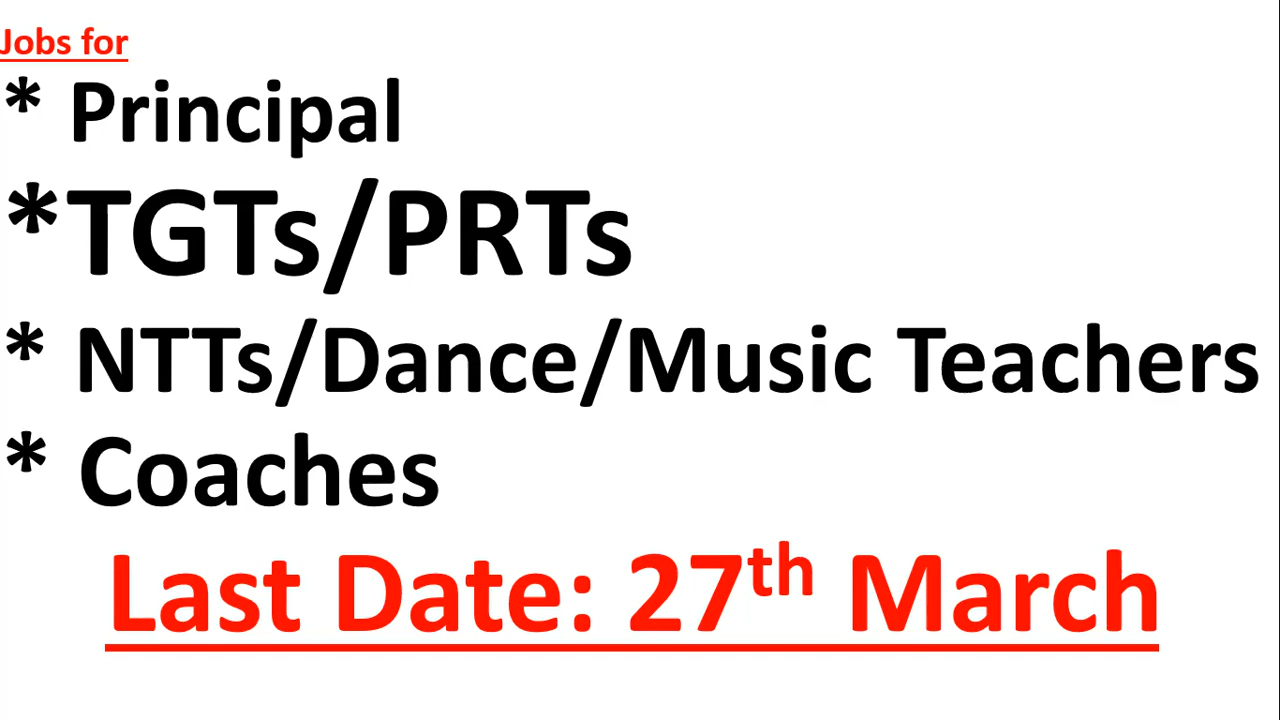 Jobs for
* Principal
*TGTs/PRTs
* NTTs/Dance/Music Teachers
* Coaches
Last Date: 27th March